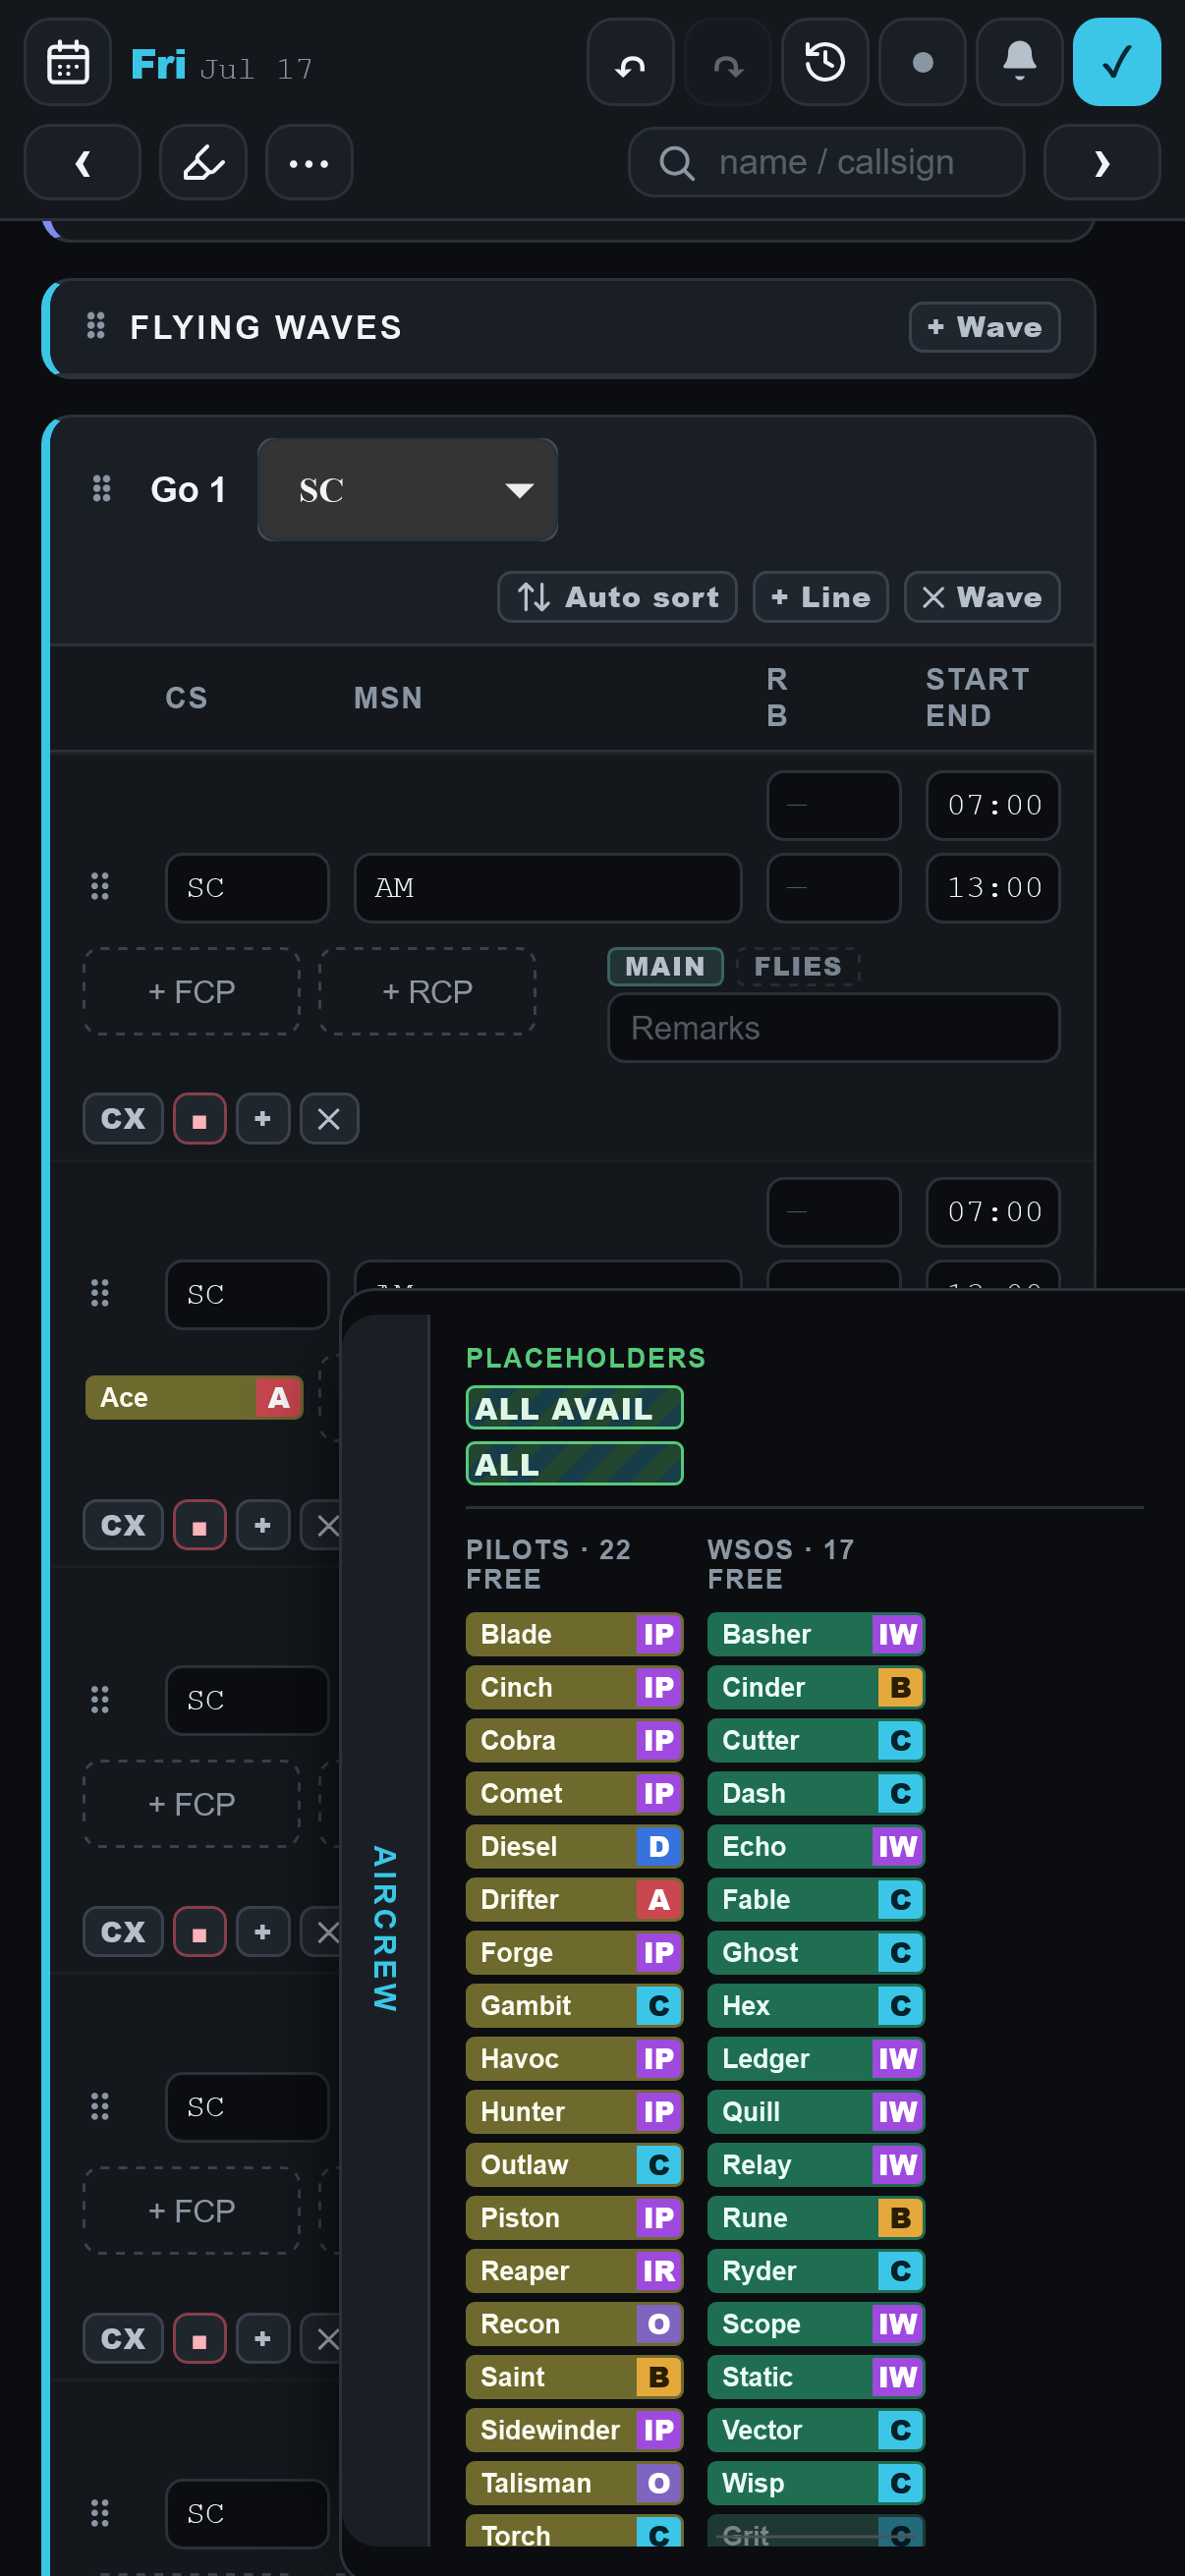 Fri Jul 17
name / callsign
FLYING WAVES
+ Wave
Go 1 SC
Auto sort + Line × Wave
CS MSN R B START END
— 07:00
SC AM — 13:00
+ FCP + RCP MAIN FLIES
Remarks
CX + ×
— 07:00
SC
Ace A
CX + ×
SC
+ FCP
CX + ×
SC
+ FCP
CX + ×
SC
AIRCREW
PLACEHOLDERS
ALL AVAIL
ALL
PILOTS · 22 FREE
WSOS · 17 FREE
Blade IP Basher IW
Cinch IP Cinder B
Cobra IP Cutter C
Comet IP Dash C
Diesel D Echo IW
Drifter A Fable C
Forge IP Ghost C
Gambit C Hex C
Havoc IP Ledger IW
Hunter IP Quill IW
Outlaw C Relay IW
Piston IP Rune B
Reaper IR Ryder C
Recon O Scope IW
Saint B Static IW
Sidewinder IP Vector C
Talisman O Wisp C
Torch C Grit C